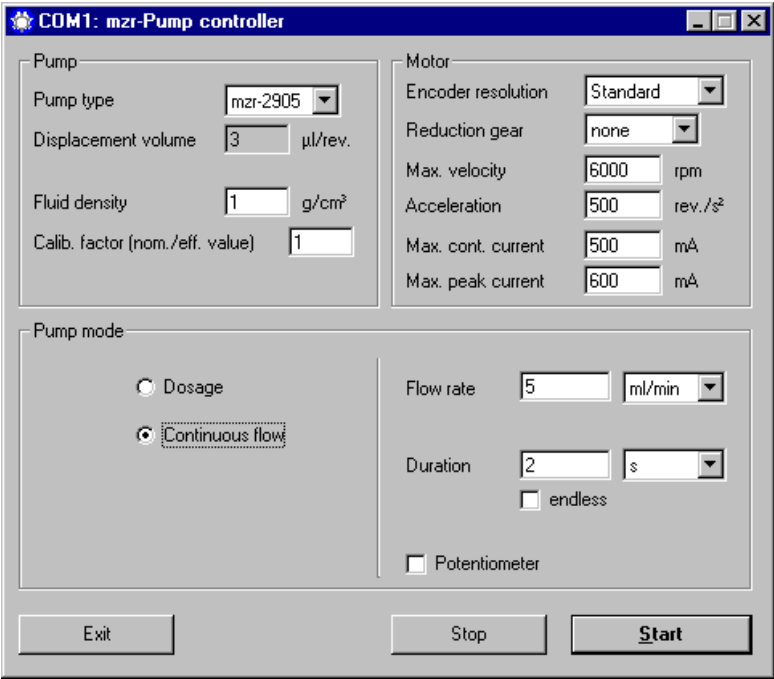 COM1: mzr-Pump controller
Pump
Pump type mzr-2905
Displacement volume 3 µl/rev.
Fluid density 1 g/cm³
Calib. factor (nom./eff. value) 1
Motor
Encoder resolution Standard
Reduction gear none
Max. velocity 6000 rpm
Acceleration 500 rev./s²
Max. cont. current 500 mA
Max. peak current 600 mA
Pump mode
Dosage
Continuous flow
Flow rate 5 ml/min
Duration 2 s
endless
Potentiometer
Exit Stop Start